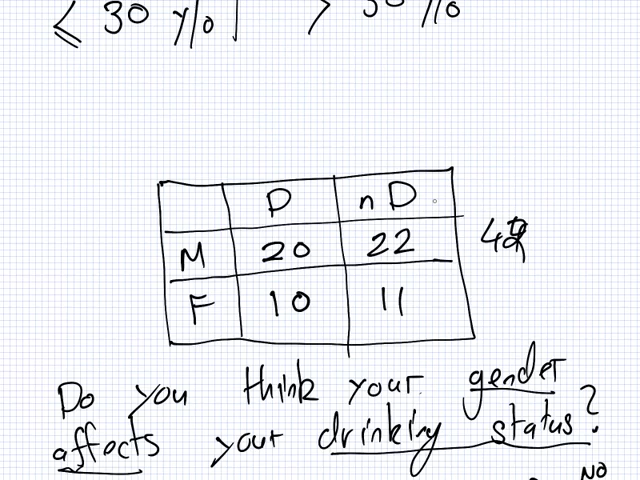 ≤ 30 y/o > 30 y/o
D nD
M 20 22
F 10 11
Do you think your gender
affects your drinking status?
NO